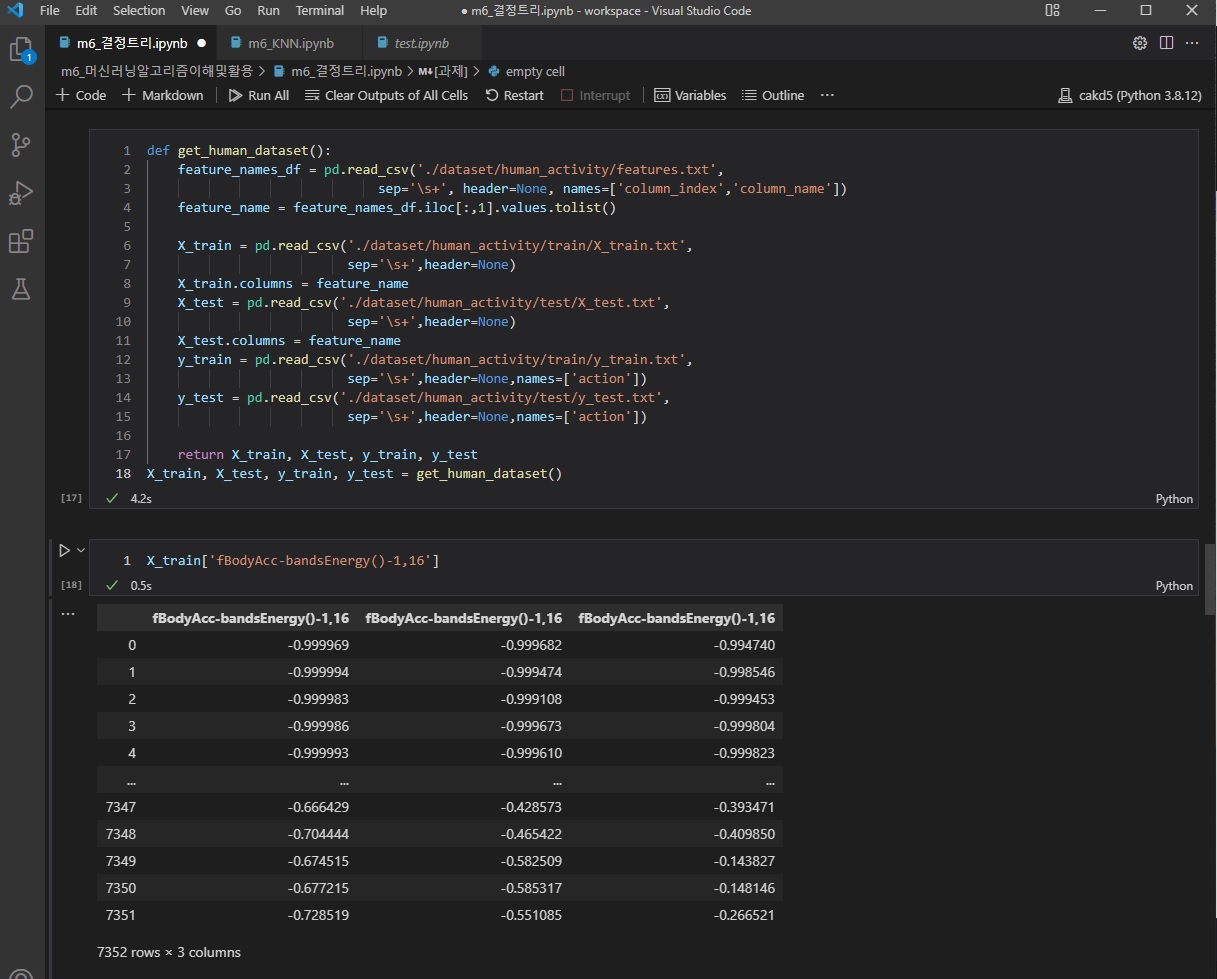 File Edit Selection View Go Run Terminal Help ● m6_결정트리.ipynb - workspace - Visual Studio Code
m6_결정트리.ipynb ● m6_KNN.ipynb test.ipynb
1
m6_머신러닝알고리즘이해및활용 > m6_결정트리.ipynb > M↓[과제] > empty cell
+ Code + Markdown Run All Clear Outputs of All Cells Restart Interrupt Variables Outline ··· cakd5 (Python 3.8.12)
1 def get_human_dataset():
2 feature_names_df = pd.read_csv('./dataset/human_activity/features.txt',
3 sep='\s+', header=None, names=['column_index','column_name'])
4 feature_name = feature_names_df.iloc[:,1].values.tolist()
5
6 X_train = pd.read_csv('./dataset/human_activity/train/X_train.txt',
7 sep='\s+',header=None)
8 X_train.columns = feature_name
9 X_test = pd.read_csv('./dataset/human_activity/test/X_test.txt',
10 sep='\s+',header=None)
11 X_test.columns = feature_name
12 y_train = pd.read_csv('./dataset/human_activity/train/y_train.txt',
13 sep='\s+',header=None,names=['action'])
14 y_test = pd.read_csv('./dataset/human_activity/test/y_test.txt',
15 sep='\s+',header=None,names=['action'])
16
17 return X_train, X_test, y_train, y_test
18 X_train, X_test, y_train, y_test = get_human_dataset()
[17] ✓ 4.2s Python
1 X_train['fBodyAcc-bandsEnergy()-1,16']
[18] ✓ 0.5s Python
···
fBodyAcc-bandsEnergy()-1,16 fBodyAcc-bandsEnergy()-1,16 fBodyAcc-bandsEnergy()-1,16
0 -0.999969 -0.999682 -0.994740
1 -0.999994 -0.999474 -0.998546
2 -0.999983 -0.999108 -0.999453
3 -0.999986 -0.999673 -0.999804
4 -0.999993 -0.999610 -0.999823
... ... ... ...
7347 -0.666429 -0.428573 -0.393471
7348 -0.704444 -0.465422 -0.409850
7349 -0.674515 -0.582509 -0.143827
7350 -0.677215 -0.585317 -0.148146
7351 -0.728519 -0.551085 -0.266521
7352 rows × 3 columns